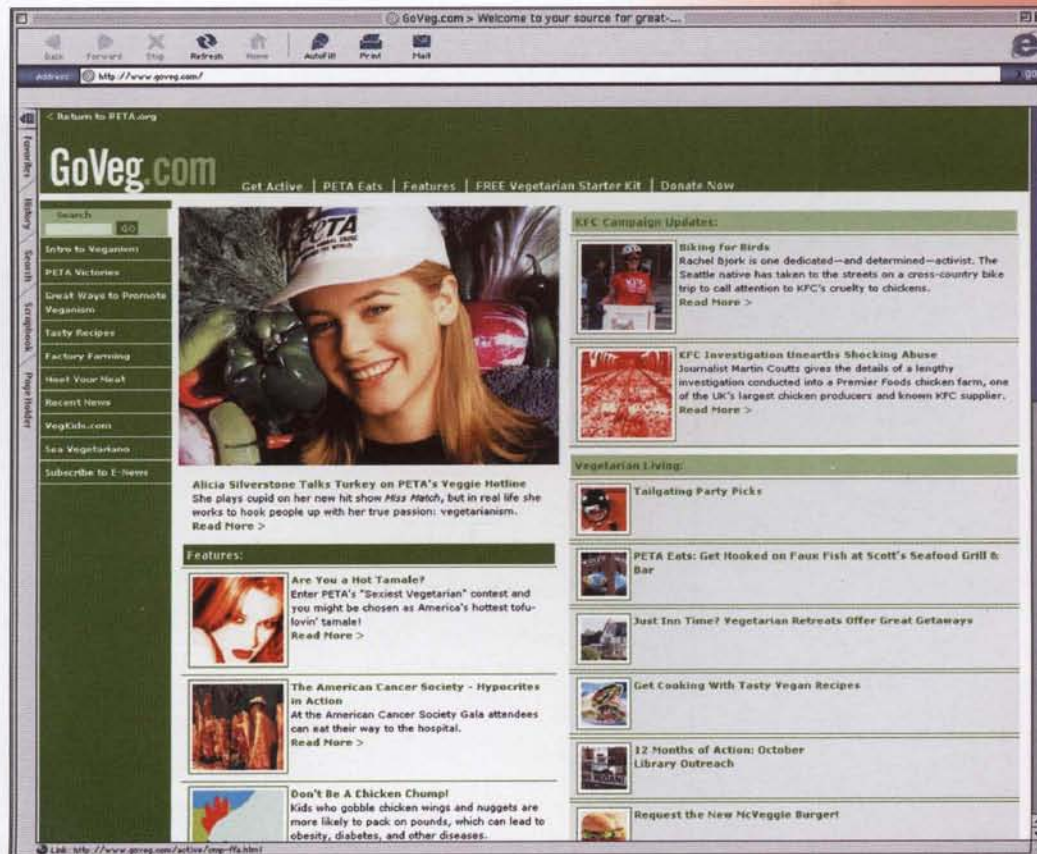 GoVeg.com > Welcome to your source for great-...
Back Forward Stop Refresh Home AutoFill Print Mail
Address: http://www.goveg.com/ go
Favorites
History
Search
Scrapbook
Page Holder
< Return to PETA.org
GoVeg.com
Get Active | PETA Eats | Features | FREE Vegetarian Starter Kit | Donate Now
Search
GO
Intro to Veganism
PETA Victories
Great Ways to Promote
Veganism
Tasty Recipes
Factory Farming
Meet Your Meat
Recent News
VegKids.com
Sea Vegetariano
Subscribe to E-News
PETA
Alicia Silverstone Talks Turkey on PETA's Veggie Hotline
She plays cupid on her new hit show Miss Match, but in real life she
works to hook people up with her true passion: vegetarianism.
Read More >
Features:
Are You a Hot Tamale?
Enter PETA's "Sexiest Vegetarian" contest and
you might be chosen as America's hottest tofu-
lovin' tamale!
Read More >
The American Cancer Society - Hypocrites
in Action
At the American Cancer Society Gala attendees
can eat their way to the hospital.
Read More >
Don't Be A Chicken Chump!
Kids who gobble chicken wings and nuggets are
more likely to pack on pounds, which can lead to
obesity, diabetes, and other diseases.
KFC Campaign Updates:
Biking for Birds
Rachel Bjork is one dedicated—and determined—activist. The
Seattle native has taken to the streets on a cross-country bike
trip to call attention to KFC's cruelty to chickens.
Read More >
KFC Investigation Unearths Shocking Abuse
Journalist Martin Coutts gives the details of a lengthy
investigation conducted into a Premier Foods chicken farm, one
of the UK's largest chicken producers and known KFC supplier.
Read More >
Vegetarian Living:
Tailgating Party Picks
PETA Eats: Get Hooked on Faux Fish at Scott's Seafood Grill &
Bar
Just Inn Time? Vegetarian Retreats Offer Great Getaways
Get Cooking With Tasty Vegan Recipes
12 Months of Action: October
Library Outreach
Request the New McVeggie Burger!
Link: http://www.goveg.com/active/cmp-ffa.html